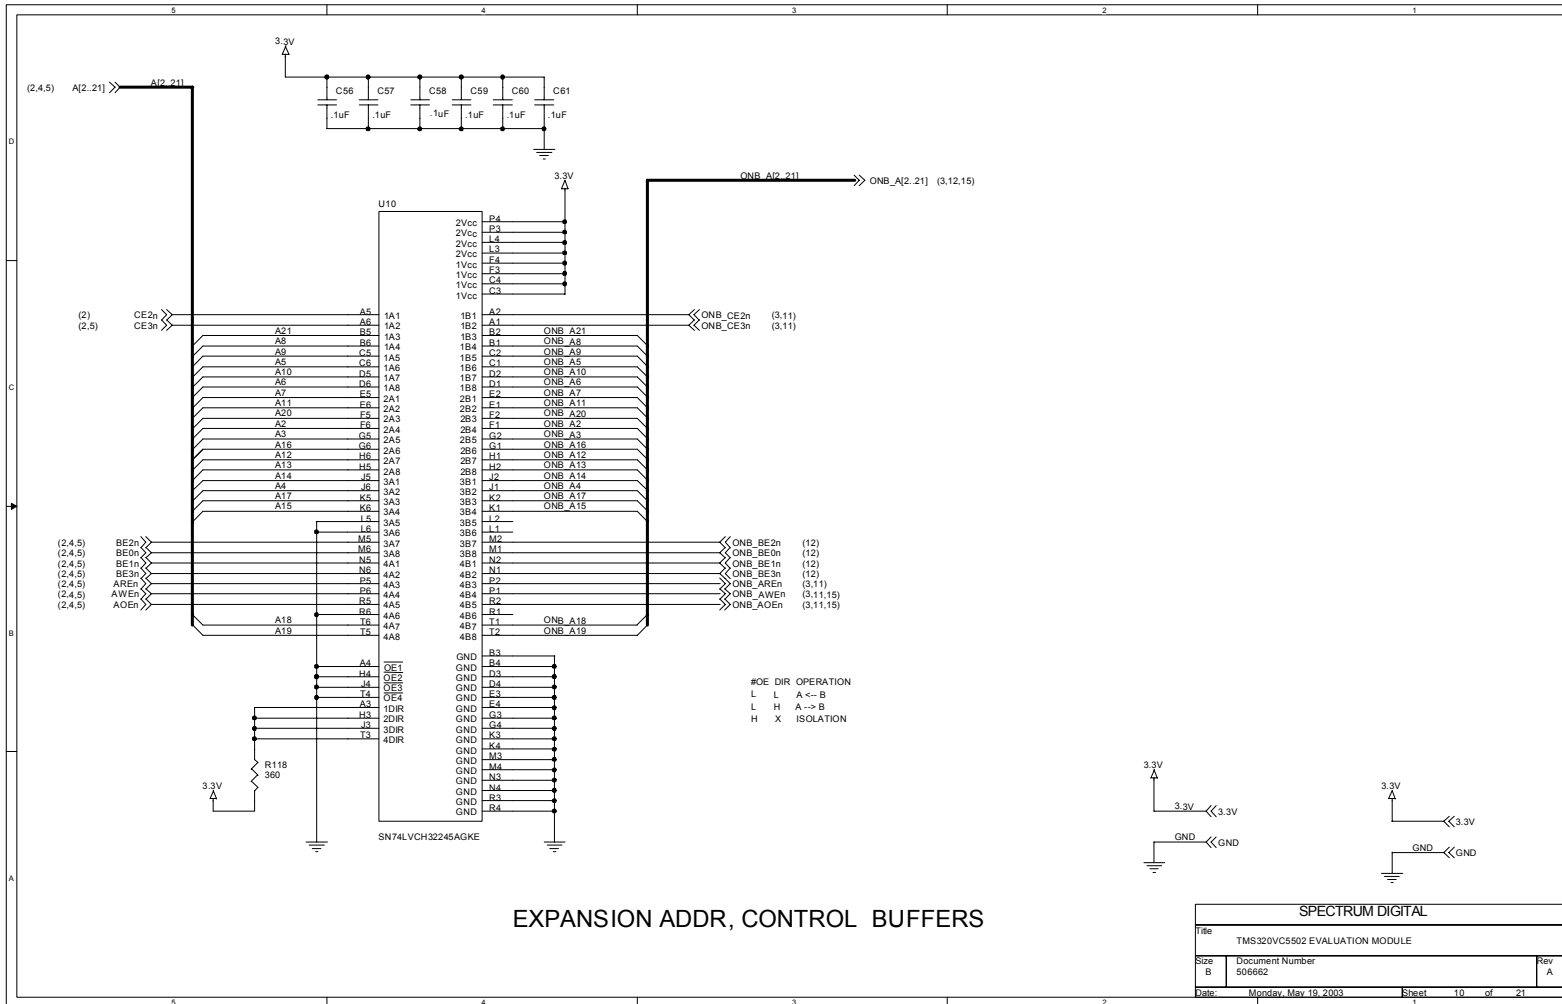 5 4 3 2 1
D
C
B
A
3.3V
C56 C57 C58 C59 C60 C61
.1uF .1uF .1uF .1uF .1uF .1uF
(2,4,5) A[2..21] A[2..21]
3.3V
ONB_A[2..21] ONB_A[2..21] (3,12,15)
U10
2Vcc P4
2Vcc P3
2Vcc L4
2Vcc L3
1Vcc F4
1Vcc F3
1Vcc C4
1Vcc C3
(2) CE2n A5 1A1 1B1 A2 ONB_CE2n (3,11)
(2,5) CE3n A6 1A2 1B2 A1 ONB_CE3n (3,11)
A21 B5 1A3 1B3 B2 ONB_A21
A8 B6 1A4 1B4 B1 ONB_A8
A9 C5 1A5 1B5 C2 ONB_A9
A5 C6 1A6 1B6 C1 ONB_A5
A10 D5 1A7 1B7 D2 ONB_A10
A6 D6 1A8 1B8 D1 ONB_A6
A7 E5 2A1 2B1 E2 ONB_A7
A11 E6 2A2 2B2 E1 ONB_A11
A20 F5 2A3 2B3 F2 ONB_A20
A2 F6 2A4 2B4 F1 ONB_A2
A3 G5 2A5 2B5 G2 ONB_A3
A16 G6 2A6 2B6 G1 ONB_A16
A12 H6 2A7 2B7 H1 ONB_A12
A13 H5 2A8 2B8 H2 ONB_A13
A14 J5 3A1 3B1 J2 ONB_A14
A4 J6 3A2 3B2 J1 ONB_A4
A17 K5 3A3 3B3 K2 ONB_A17
A15 K6 3A4 3B4 K1 ONB_A15
L5 3A5 3B5 L2
L6 3A6 3B6 L1
(2,4,5) BE2n M5 3A7 3B7 M2 ONB_BE2n (12)
(2,4,5) BE0n M6 3A8 3B8 M1 ONB_BE0n (12)
(2,4,5) BE1n N5 4A1 4B1 N2 ONB_BE1n (12)
(2,4,5) BE3n N6 4A2 4B2 N1 ONB_BE3n (12)
(2,4,5) AREn P5 4A3 4B3 P2 ONB_AREn (3,11)
(2,4,5) AWEn P6 4A4 4B4 P1 ONB_AWEn (3,11,15)
(2,4,5) AOEn R5 4A5 4B5 R2 ONB_AOEn (3,11,15)
R6 4A6 4B6 R1
A18 T6 4A7 4B7 T1 ONB_A18
A19 T5 4A8 4B8 T2 ONB_A19
GND B3
A4 OE1 GND B4
H4 OE2 GND D3
J4 OE3 GND D4
T4 OE4 GND E3
A3 1DIR GND E4
H3 2DIR GND G3
J3 3DIR GND G4
T3 4DIR GND K3
GND K4
GND M3
GND M4
GND N3
GND N4
GND R3
GND R4
R118
360
3.3V
SN74LVCH32245AGKE
#OE DIR OPERATION
L L A <-- B
L H A --> B
H X ISOLATION
3.3V
3.3V 3.3V
GND GND
3.3V
3.3V
GND GND
EXPANSION ADDR, CONTROL BUFFERS
SPECTRUM DIGITAL
Title
TMS320VC5502 EVALUATION MODULE
Size Document Number Rev
B 506662 A
Date: Monday, May 19, 2003 Sheet 10 of 21
5 4 3 2 1